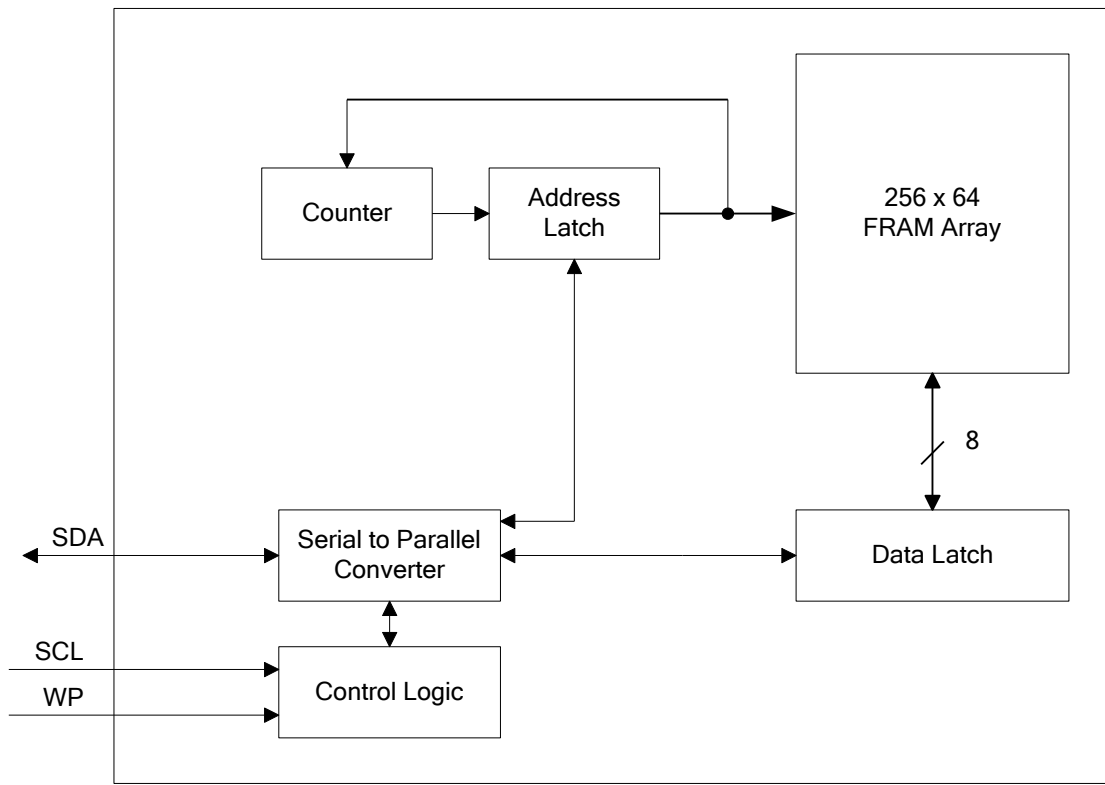 256 x 64
FRAM Array
Counter
Address
Latch
8
SDA
Serial to Parallel
Converter
Data Latch
SCL
WP
Control Logic